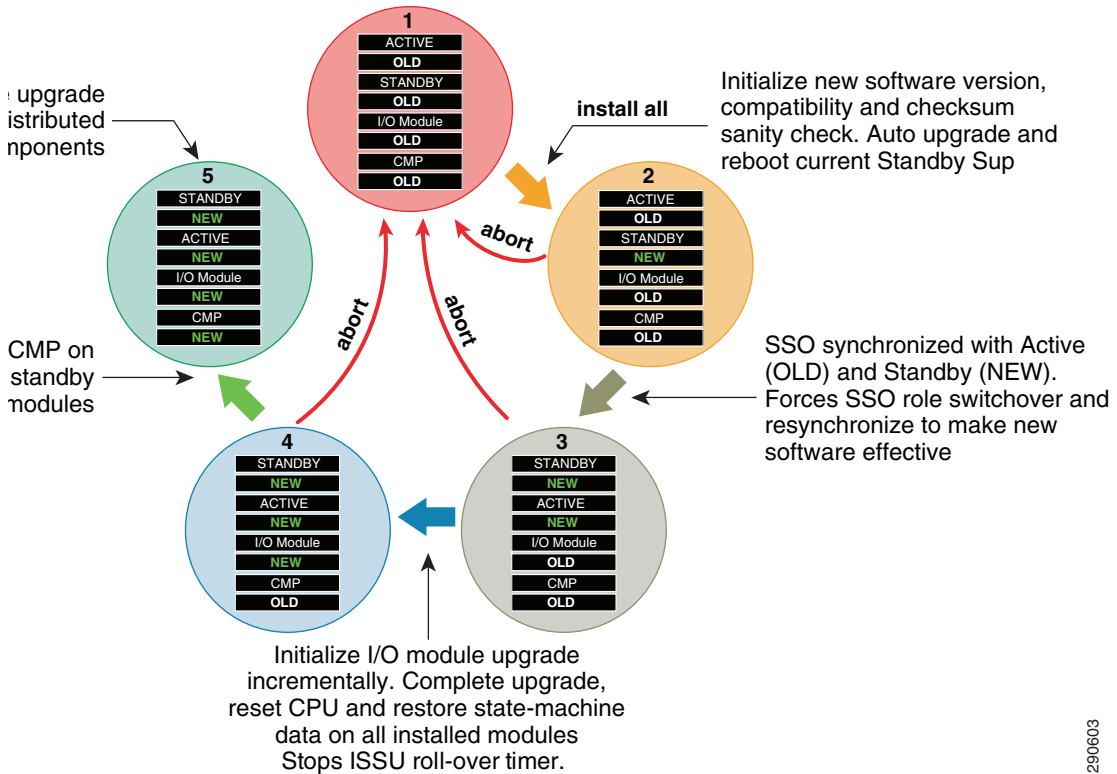 1
ACTIVE
OLD
STANDBY
OLD
I/O Module
OLD
CMP
OLD
install all
Initialize new software version,
compatibility and checksum
sanity check. Auto upgrade and
reboot current Standby Sup
upgrade
5
STANDBY
NEW
ACTIVE
NEW
I/O Module
NEW
CMP
NEW
2
ACTIVE
OLD
STANDBY
NEW
I/O Module
OLD
CMP
OLD
abort
abort
abort
CMP on
standby
SSO synchronized with Active
(OLD) and Standby (NEW).
Forces SSO role switchover and
resynchronize to make new
software effective
4
STANDBY
NEW
ACTIVE
NEW
I/O Module
NEW
CMP
OLD
3
STANDBY
NEW
ACTIVE
NEW
I/O Module
OLD
CMP
OLD
Initialize I/O module upgrade
incrementally. Complete upgrade,
reset CPU and restore state-machine
data on all installed modules
Stops ISSU roll-over timer.
290603